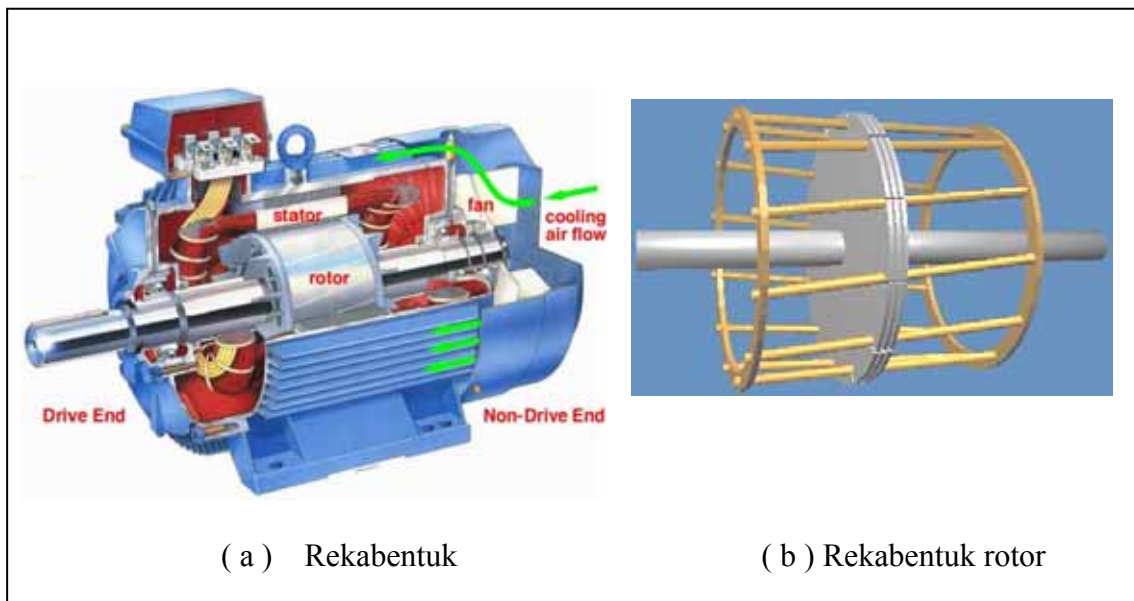 stator
fan
cooling
air flow
rotor
Drive End
Non-Drive End
( a ) Rekabentuk
( b ) Rekabentuk rotor